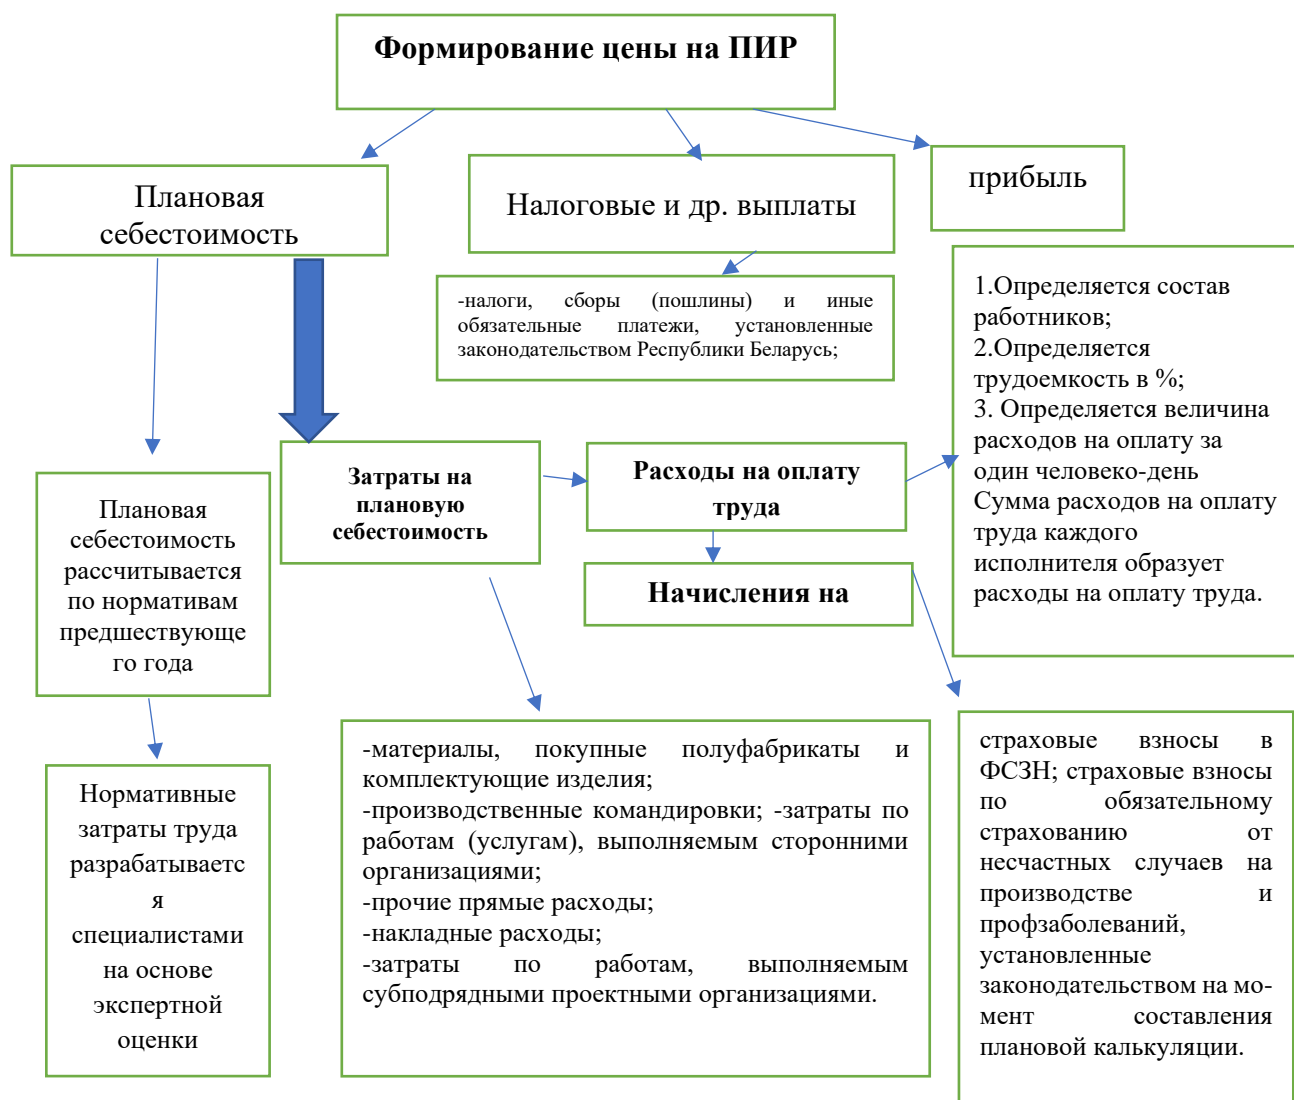 Формирование цены на ПИР
Плановая
себестоимость
Налоговые и др. выплаты
прибыль
-налоги, сборы (пошлины) и иные
обязательные платежи, установленные
законодательством Республики Беларусь;
1.Определяется состав
работников;
2.Определяется
трудоемкость в %;
3. Определяется величина
расходов на оплату за
один человеко-день
Сумма расходов на оплату
труда каждого
исполнителя образует
расходы на оплату труда.
Затраты на
плановую
себестоимость
Расходы на оплату
труда
Начисления на
Плановая
себестоимость
рассчитывается
по нормативам
предшествующе
го года
Нормативные
затраты труда
разрабатываетс
я
специалистами
на основе
экспертной
оценки
-материалы, покупные полуфабрикаты и
комплектующие изделия;
-производственные командировки; -затраты по
работам (услугам), выполняемым сторонними
организациями;
-прочие прямые расходы;
-накладные расходы;
-затраты по работам, выполняемым
субподрядными проектными организациями.
страховые взносы в
ФСЗН; страховые взносы
по обязательному
страхованию от
несчастных случаев на
производстве и
профзаболеваний,
установленные
законодательством на мо-
мент составления
плановой калькуляции.